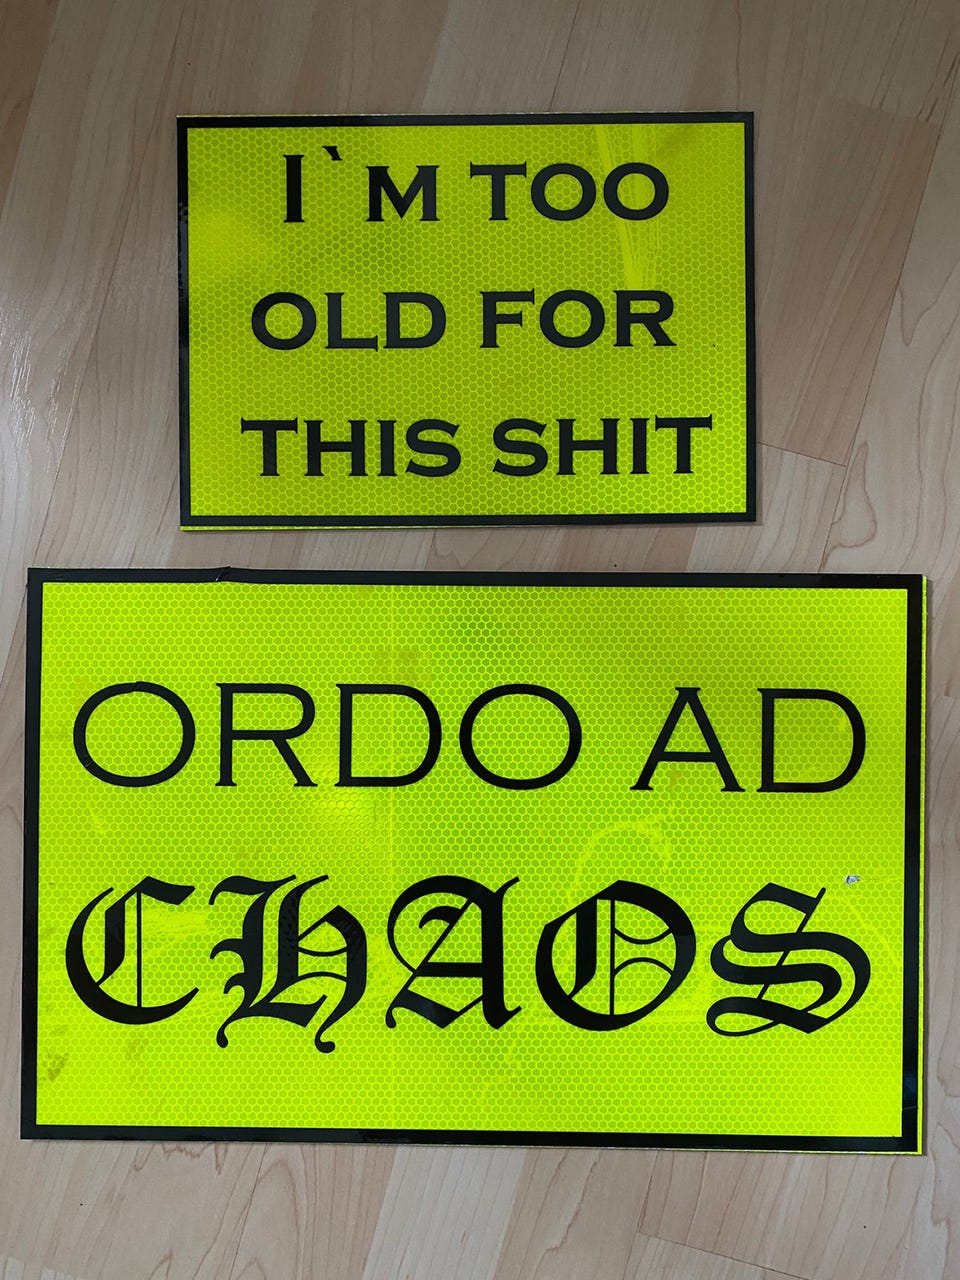 I`M TOO
OLD FOR
THIS SHIT
ORDO AD
CHAOS